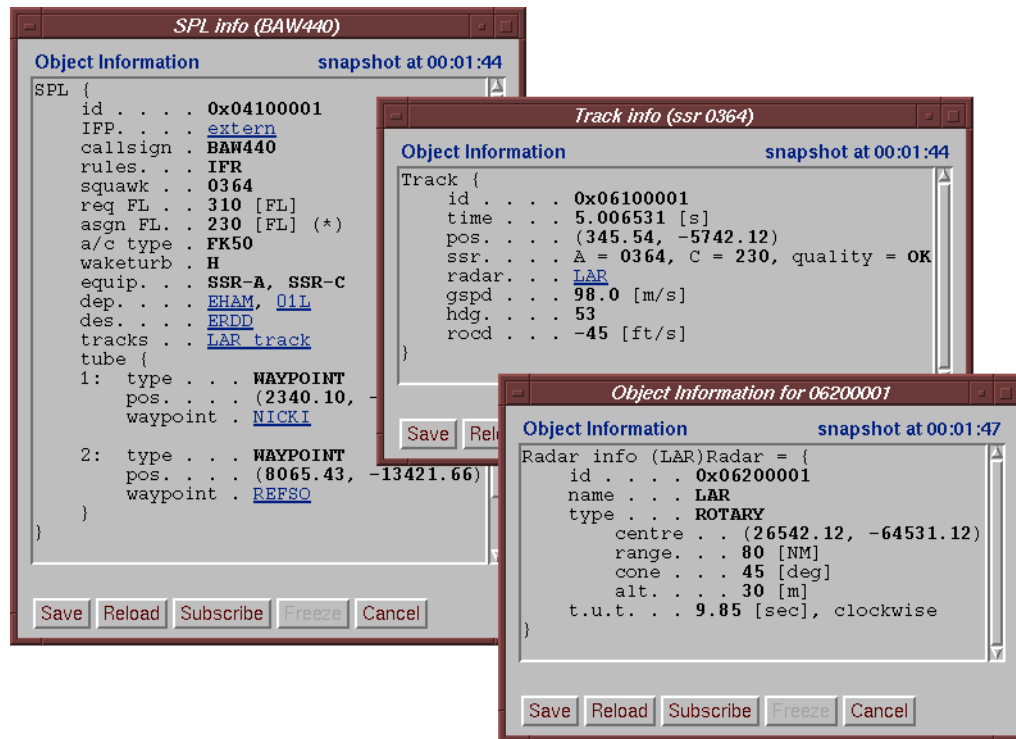 SPL info (BAW440)
Object Information snapshot at 00:01:44
SPL {
id . . . . 0x04100001
IFP. . . . extern
callsign . BAW440
rules. . . IFR
squawk . . 0364
req FL . . 310 [FL]
asgn FL. . 230 [FL] (*)
a/c type . FK50
waketurb . H
equip. . . SSR-A, SSR-C
dep. . . . EHAM, 01L
des. . . . ERDD
tracks . . LAR track
tube {
1: type . . . WAYPOINT
pos. . . . (2340.10, -
waypoint . NICKI
2: type . . . WAYPOINT
pos. . . . (8065.43, -13421.66)
waypoint . REFSO
}
}
Save Reload Subscribe Freeze Cancel
Track info (ssr 0364)
Object Information snapshot at 00:01:44
Track {
id . . . . 0x06100001
time . . . 5.006531 [s]
pos. . . . (345.54, -5742.12)
ssr. . . . A = 0364, C = 230, quality = OK
radar. . . LAR
gspd . . . 98.0 [m/s]
hdg. . . . 53
rocd . . . -45 [ft/s]
}
Save Rel
Object Information for 06200001
Object Information snapshot at 00:01:47
Radar info (LAR)Radar = {
id . . . . 0x06200001
name . . . LAR
type . . . ROTARY
centre . . (26542.12, -64531.12)
range. . . 80 [NM]
cone . . . 45 [deg]
alt. . . . 30 [m]
t.u.t. . . 9.85 [sec], clockwise
}
Save Reload Subscribe Freeze Cancel